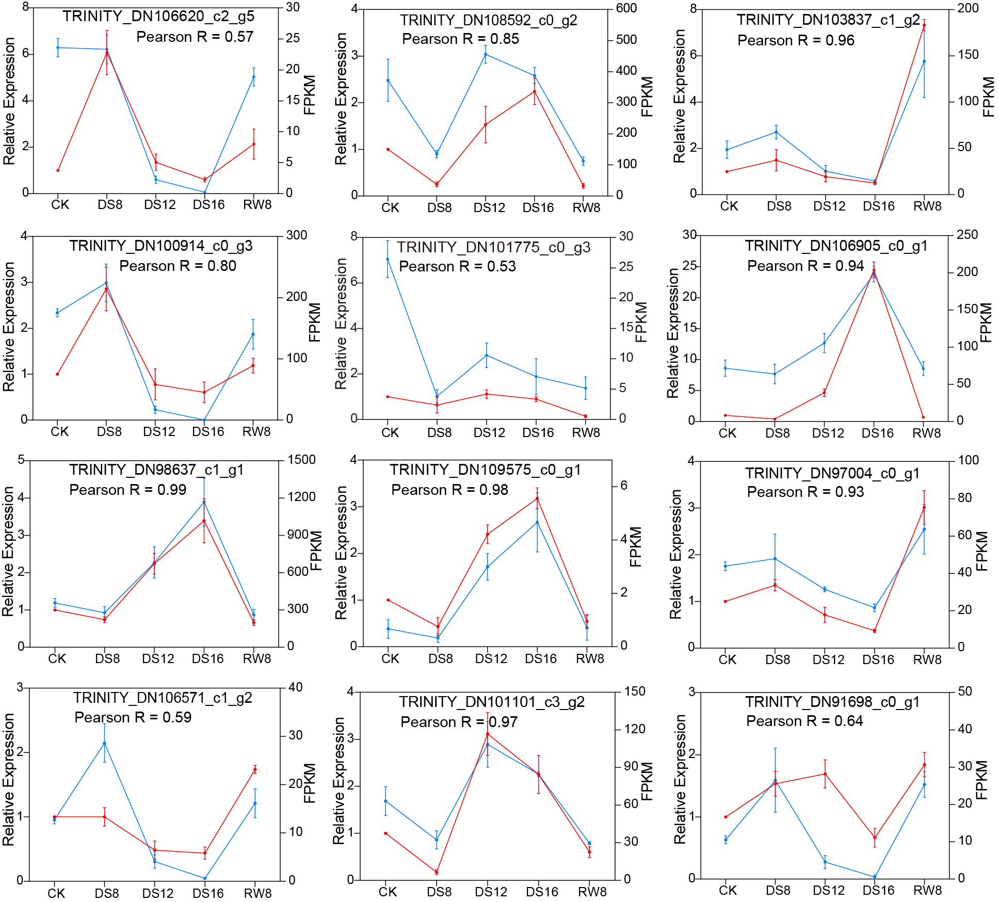 TRINITY_DN106620_c2_g5
Pearson R = 0.57
Relative Expression
8
6
4
2
0
30
25
20
15
10
5
0
FPKM
CK DS8 DS12 DS16 RW8
TRINITY_DN108592_c0_g2
Pearson R = 0.85
Relative Expression
4
3
2
1
0
600
500
400
300
200
100
0
FPKM
CK DS8 DS12 DS16 RW8
TRINITY_DN103837_c1_g2
Pearson R = 0.96
Relative Expression
8
6
4
2
0
200
150
100
50
0
FPKM
CK DS8 DS12 DS16 RW8
TRINITY_DN100914_c0_g3
Pearson R = 0.80
Relative Expression
4
3
2
1
0
300
200
100
0
FPKM
CK DS8 DS12 DS16 RW8
TRINITY_DN101775_c0_g3
Pearson R = 0.53
Relative Expression
8
6
4
2
0
30
25
20
15
10
5
0
FPKM
CK DS8 DS12 DS16 RW8
TRINITY_DN106905_c0_g1
Pearson R = 0.94
Relative Expression
30
25
20
15
10
5
0
250
200
150
100
50
0
FPKM
CK DS8 DS12 DS16 RW8
TRINITY_DN98637_c1_g1
Pearson R = 0.99
Relative Expression
5
4
3
2
1
0
1500
1200
900
600
300
0
FPKM
CK DS8 DS12 DS16 RW8
TRINITY_DN109575_c0_g1
Pearson R = 0.98
Relative Expression
4
3
2
1
0
6
4
2
0
FPKM
CK DS8 DS12 DS16 RW8
TRINITY_DN97004_c0_g1
Pearson R = 0.93
Relative Expression
4
3
2
1
0
100
80
60
40
20
0
FPKM
CK DS8 DS12 DS16 RW8
TRINITY_DN106571_c1_g2
Pearson R = 0.59
Relative Expression
3
2
1
0
40
30
20
10
0
FPKM
CK DS8 DS12 DS16 RW8
TRINITY_DN101101_c3_g2
Pearson R = 0.97
Relative Expression
4
3
2
1
0
150
120
90
60
30
0
FPKM
CK DS8 DS12 DS16 RW8
TRINITY_DN91698_c0_g1
Pearson R = 0.64
Relative Expression
3
2
1
0
50
40
30
20
10
0
FPKM
CK DS8 DS12 DS16 RW8